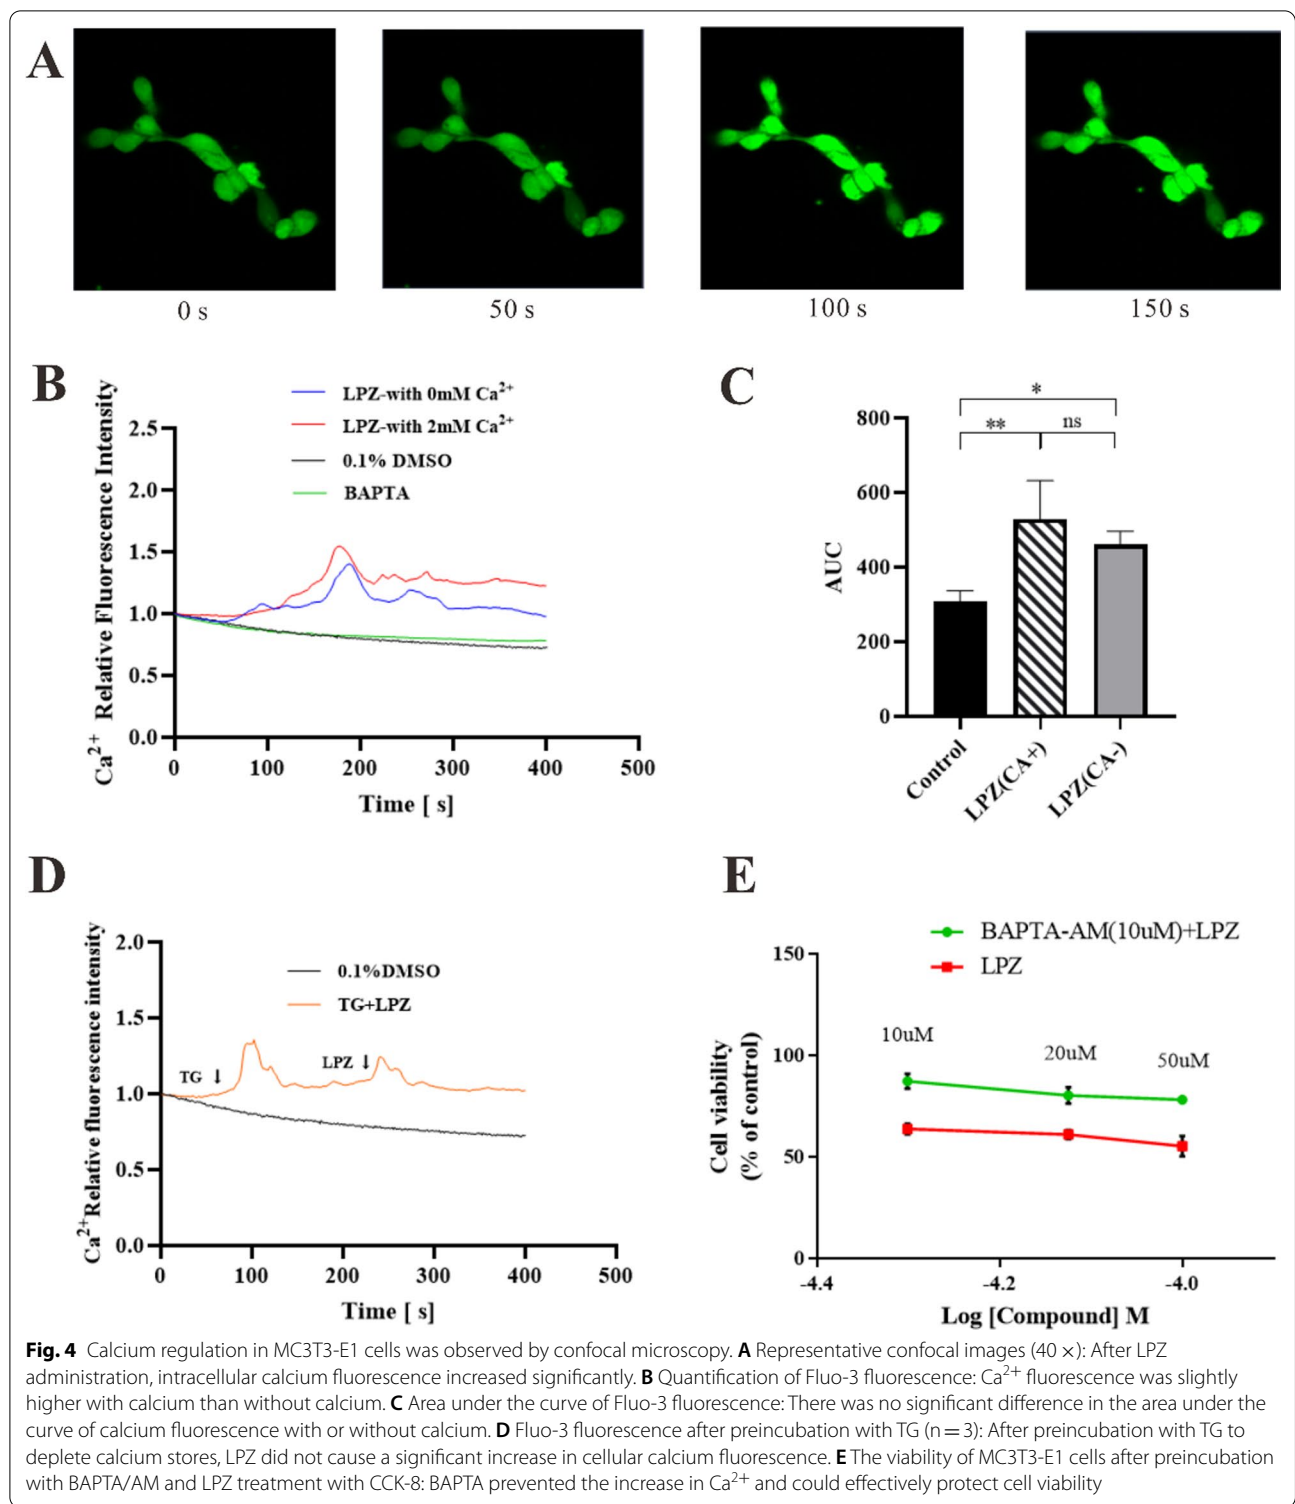 A
0 s
50 s
100 s
150 s
B
LPZ-with 0mM Ca²⁺
LPZ-with 2mM Ca²⁺
0.1% DMSO
BAPTA
Ca²⁺ Relative Fluorescence Intensity
2.5
2.0
1.5
1.0
0.5
0.0
0 100 200 300 400 500
Time [ s]
C
*
** ns
800
600
400
200
0
AUC
Control
LPZ(CA+)
LPZ(CA-)
D
0.1%DMSO
TG+LPZ
Ca²⁺Relative fluorescence intensity
2.0
1.5
1.0
0.5
0.0
TG ↓
LPZ ↓
0 100 200 300 400 500
Time [ s]
E
BAPTA-AM(10uM)+LPZ
LPZ
Cell viability
(% of control)
150
100
50
0
10uM
20uM
50uM
-4.4 -4.2 -4.0
Log [Compound] M
Fig. 4 Calcium regulation in MC3T3-E1 cells was observed by confocal microscopy. A Representative confocal images (40 ×): After LPZ
administration, intracellular calcium fluorescence increased significantly. B Quantification of Fluo-3 fluorescence: Ca²⁺ fluorescence was slightly
higher with calcium than without calcium. C Area under the curve of Fluo-3 fluorescence: There was no significant difference in the area under the
curve of calcium fluorescence with or without calcium. D Fluo-3 fluorescence after preincubation with TG (n = 3): After preincubation with TG to
deplete calcium stores, LPZ did not cause a significant increase in cellular calcium fluorescence. E The viability of MC3T3-E1 cells after preincubation
with BAPTA/AM and LPZ treatment with CCK-8: BAPTA prevented the increase in Ca²⁺ and could effectively protect cell viability